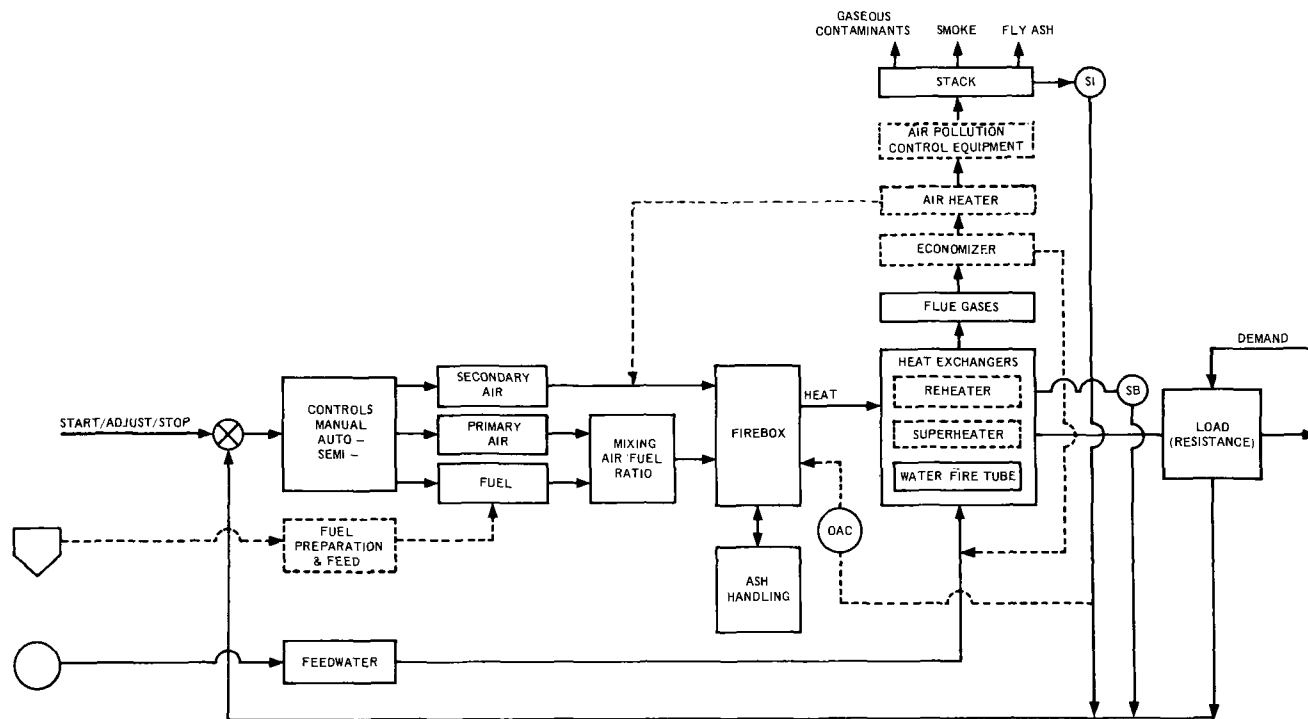 GASEOUS
CONTAMINANTS
SMOKE
FLY ASH
STACK
SI
AIR POLLUTION
CONTROL EQUIPMENT
AIR HEATER
ECONOMIZER
FLUE GASES
DEMAND
HEAT EXCHANGERS
REHEATER
SUPERHEATER
WATER FIRE TUBE
SB
LOAD
(RESISTANCE)
START/ADJUST/STOP
CONTROLS
MANUAL
AUTO –
SEMI –
SECONDARY
AIR
PRIMARY
AIR
FUEL
MIXING
AIR FUEL
RATIO
FIREBOX
HEAT
OAC
FUEL
PREPARATION
& FEED
ASH
HANDLING
FEEDWATER